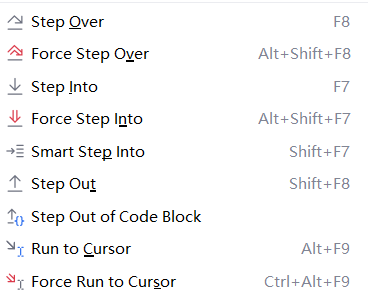 Step Over F8
Force Step Over Alt+Shift+F8
Step Into F7
Force Step Into Alt+Shift+F7
Smart Step Into Shift+F7
Step Out Shift+F8
Step Out of Code Block
Run to Cursor Alt+F9
Force Run to Cursor Ctrl+Alt+F9